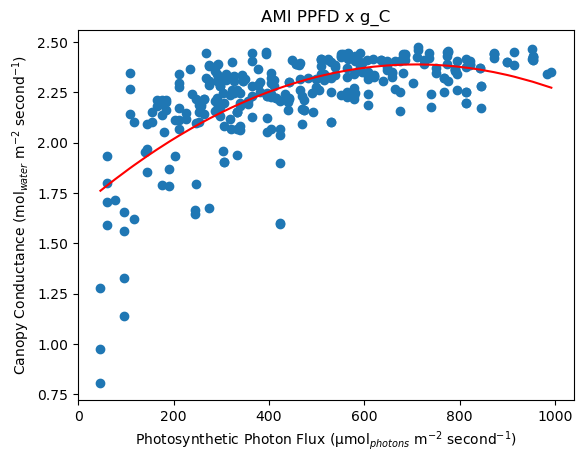 AMI PPFD x g_C
Canopy Conductance (mol_water m⁻² second⁻¹)
2.50
2.25
2.00
1.75
1.50
1.25
1.00
0.75
0 200 400 600 800 1000
Photosynthetic Photon Flux (μmol_photons m⁻² second⁻¹)